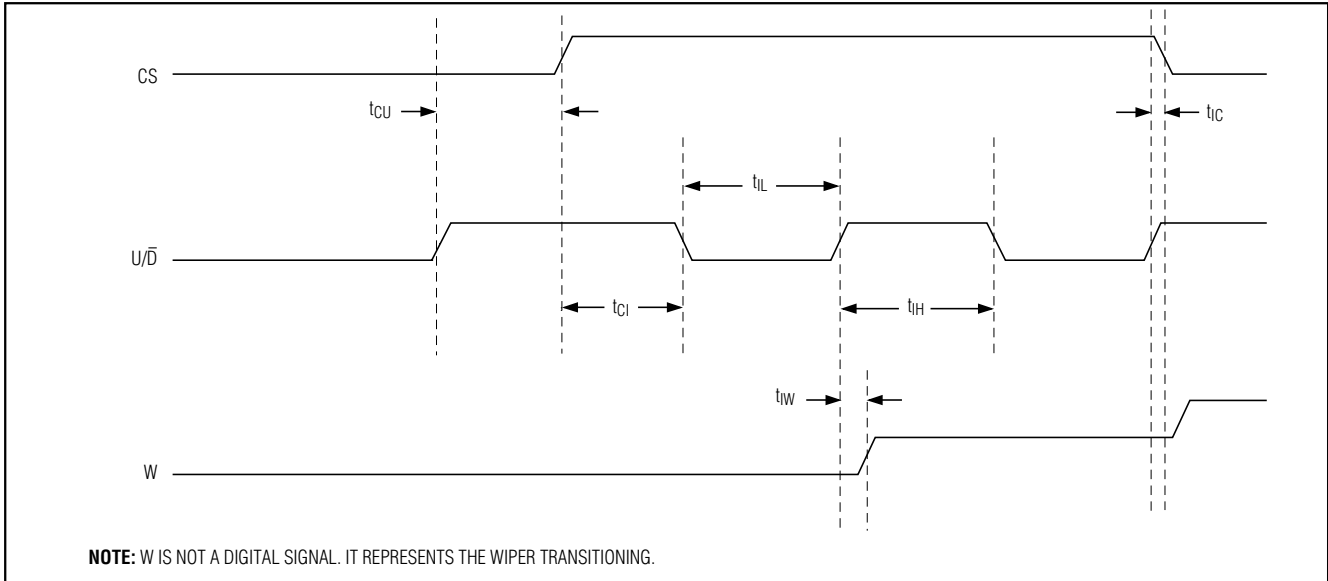 CS
tCU
tIC
tIL
U/D̅
tCI
tIH
tIW
W
NOTE: W IS NOT A DIGITAL SIGNAL. IT REPRESENTS THE WIPER TRANSITIONING.